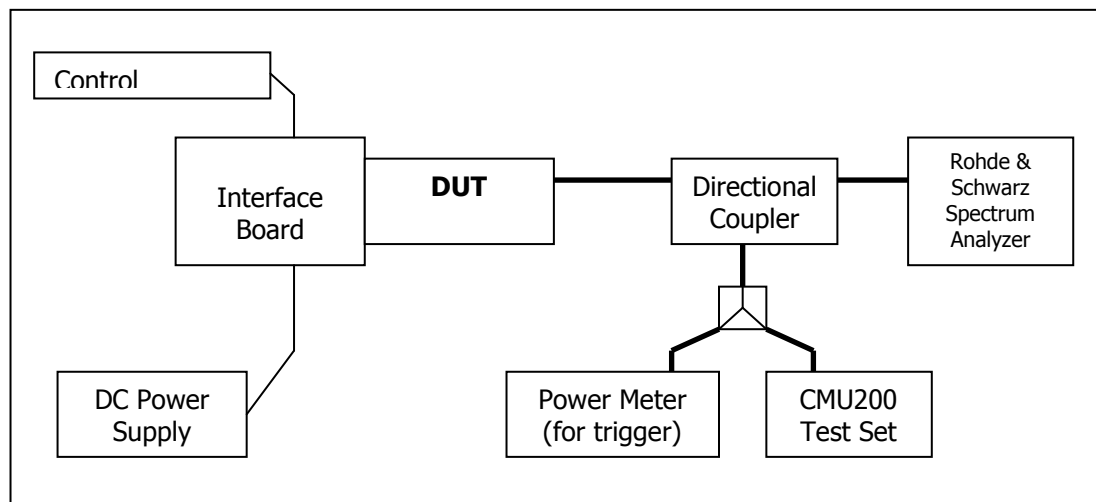 Control
Interface
Board
DUT
Directional
Coupler
Rohde &
Schwarz
Spectrum
Analyzer
DC Power
Supply
Power Meter
(for trigger)
CMU200
Test Set